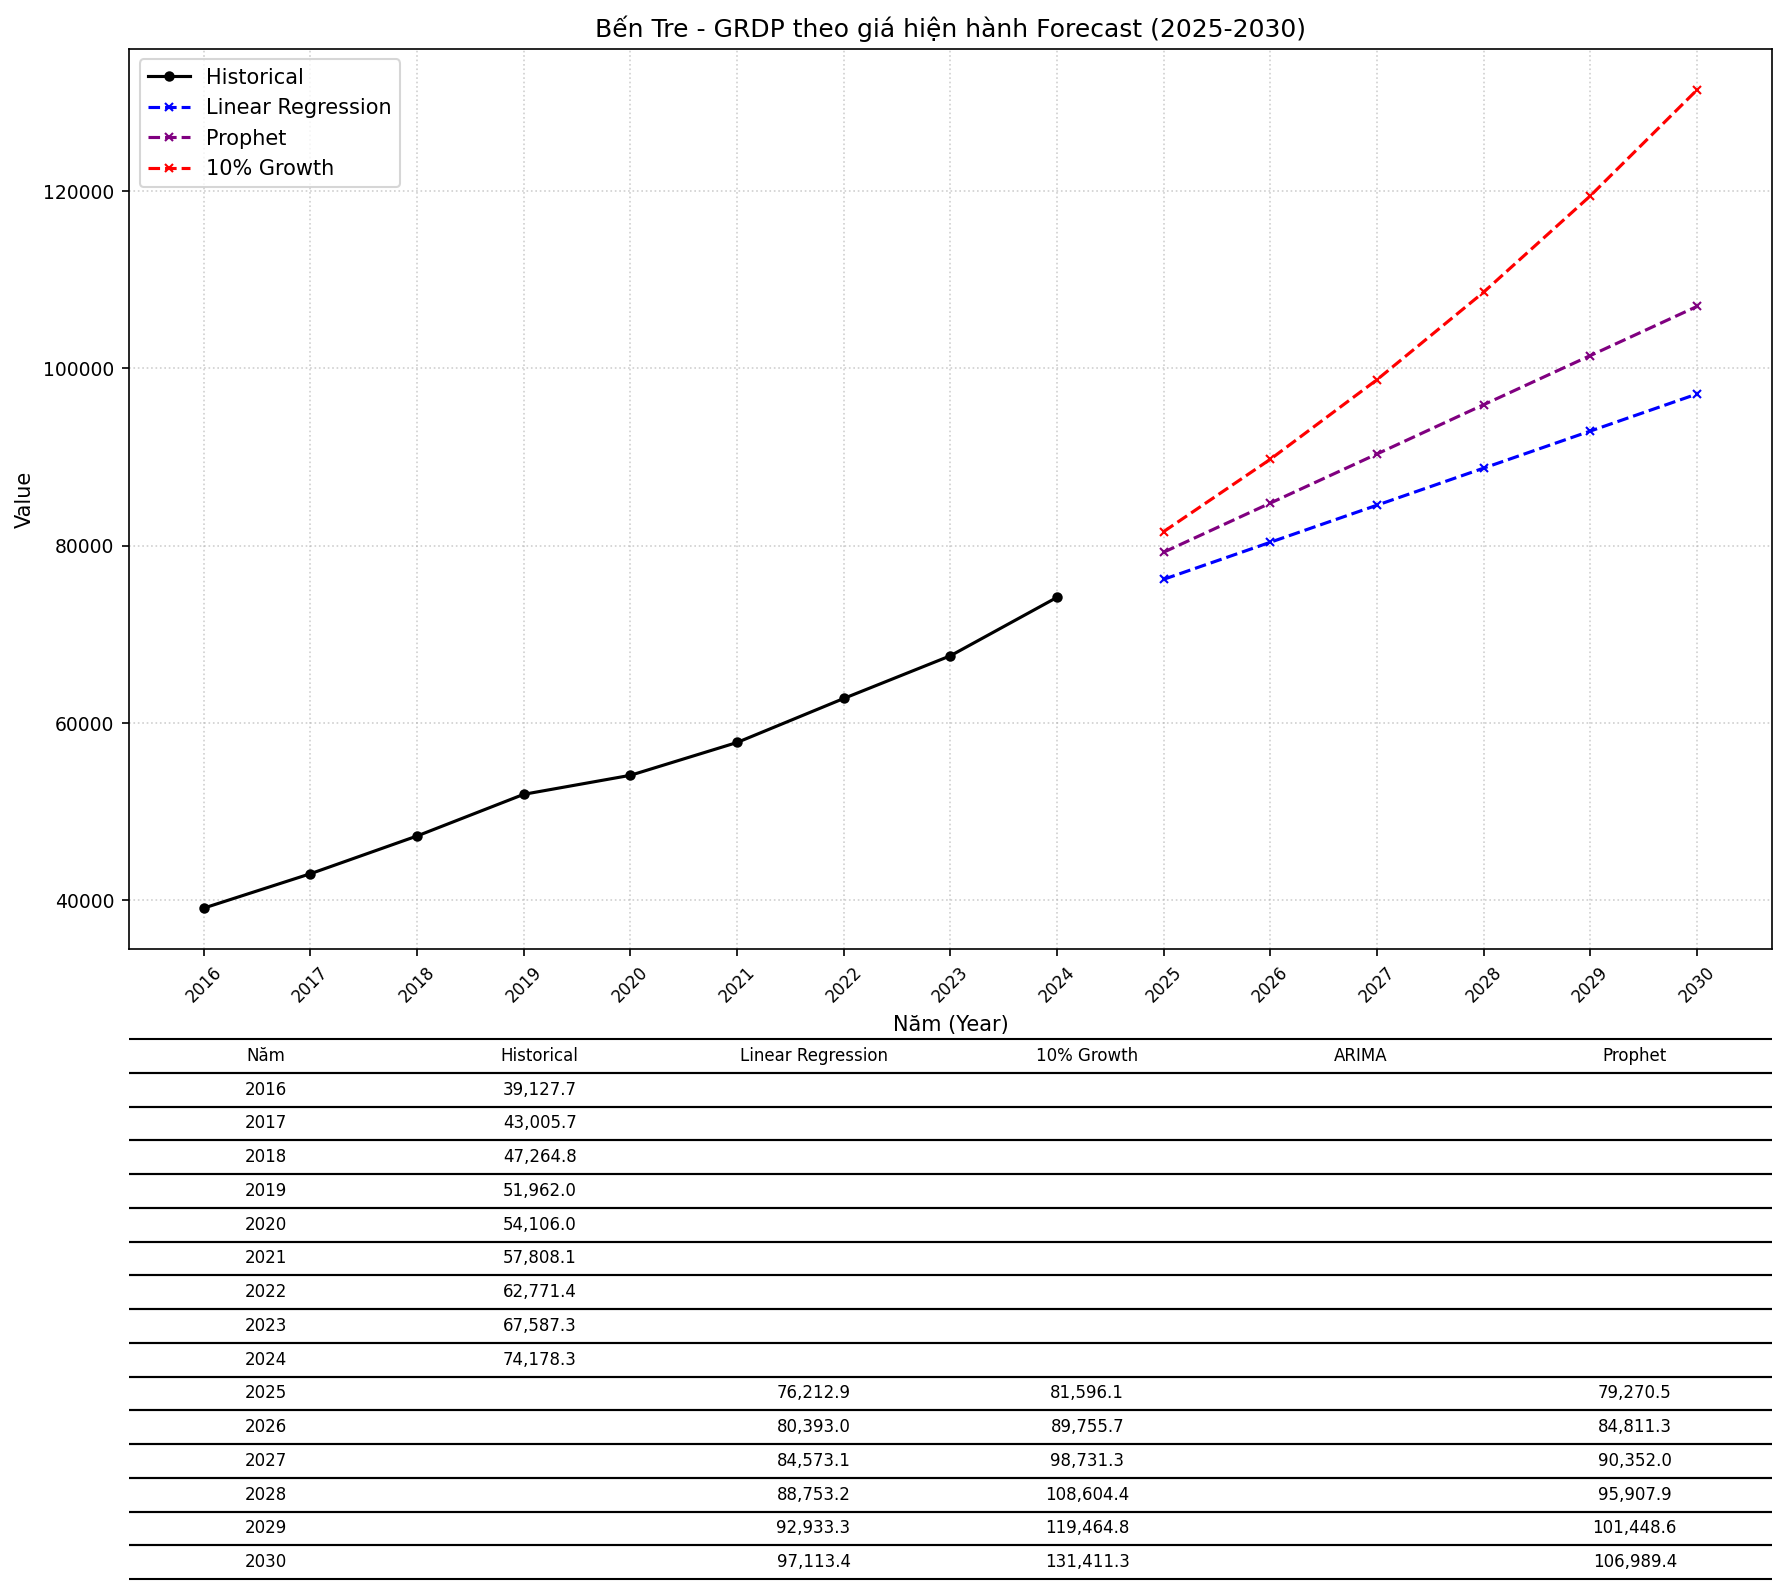 Bến Tre - GRDP theo giá hiện hành Forecast (2025-2030)
Historical
Linear Regression
Prophet
10% Growth
Value
120000
100000
80000
60000
40000
2016 2017 2018 2019 2020 2021 2022 2023 2024 2025 2026 2027 2028 2029 2030
Năm (Year)
Năm Historical Linear Regression 10% Growth ARIMA Prophet
2016 39,127.7
2017 43,005.7
2018 47,264.8
2019 51,962.0
2020 54,106.0
2021 57,808.1
2022 62,771.4
2023 67,587.3
2024 74,178.3
2025 76,212.9 81,596.1 79,270.5
2026 80,393.0 89,755.7 84,811.3
2027 84,573.1 98,731.3 90,352.0
2028 88,753.2 108,604.4 95,907.9
2029 92,933.3 119,464.8 101,448.6
2030 97,113.4 131,411.3 106,989.4